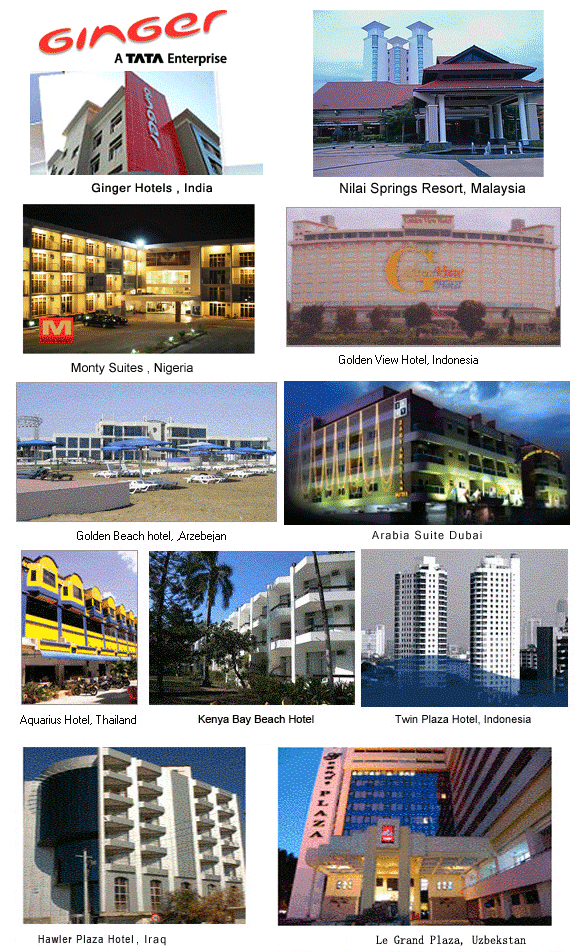 GINGER
A TATA Enterprise
ginger
Ginger Hotels , India
Nilai Springs Resort, Malaysia
M
Monty Suites , Nigeria
G
View
Hotel
Golden View Hotel, Indonesia
Golden Beach hotel, ,Arzebejan
Arabia Suite Dubai
Aquarius Hotel, Thailand
Kenya Bay Beach Hotel
Twin Plaza Hotel, Indonesia
PLAZA
Hawler Plaza Hotel , Iraq
Le Grand Plaza, Uzbekstan